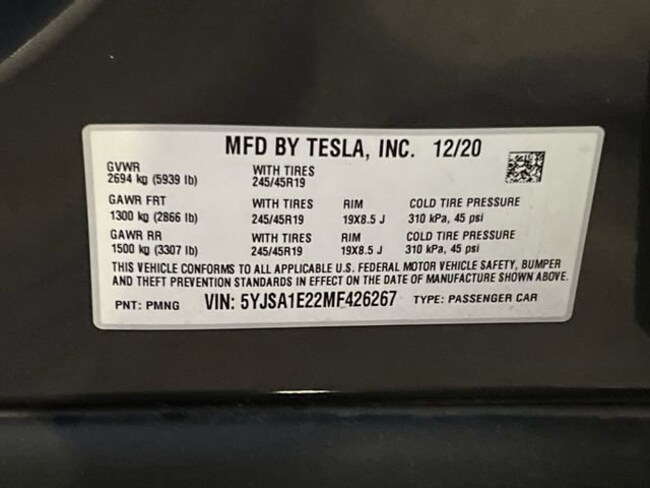 MFD BY TESLA, INC. 12/20
GVWR WITH TIRES
2694 kg (5939 lb) 245/45R19
GAWR FRT WITH TIRES RIM COLD TIRE PRESSURE
1300 kg (2866 lb) 245/45R19 19X8.5 J 310 kPa, 45 psi
GAWR RR WITH TIRES RIM COLD TIRE PRESSURE
1500 kg (3307 lb) 245/45R19 19X8.5 J 310 kPa, 45 psi
THIS VEHICLE CONFORMS TO ALL APPLICABLE U.S. FEDERAL MOTOR VEHICLE SAFETY, BUMPER
AND THEFT PREVENTION STANDARDS IN EFFECT ON THE DATE OF MANUFACTURE SHOWN ABOVE.
PNT: PMNG VIN: 5YJSA1E22MF426267 TYPE: PASSENGER CAR